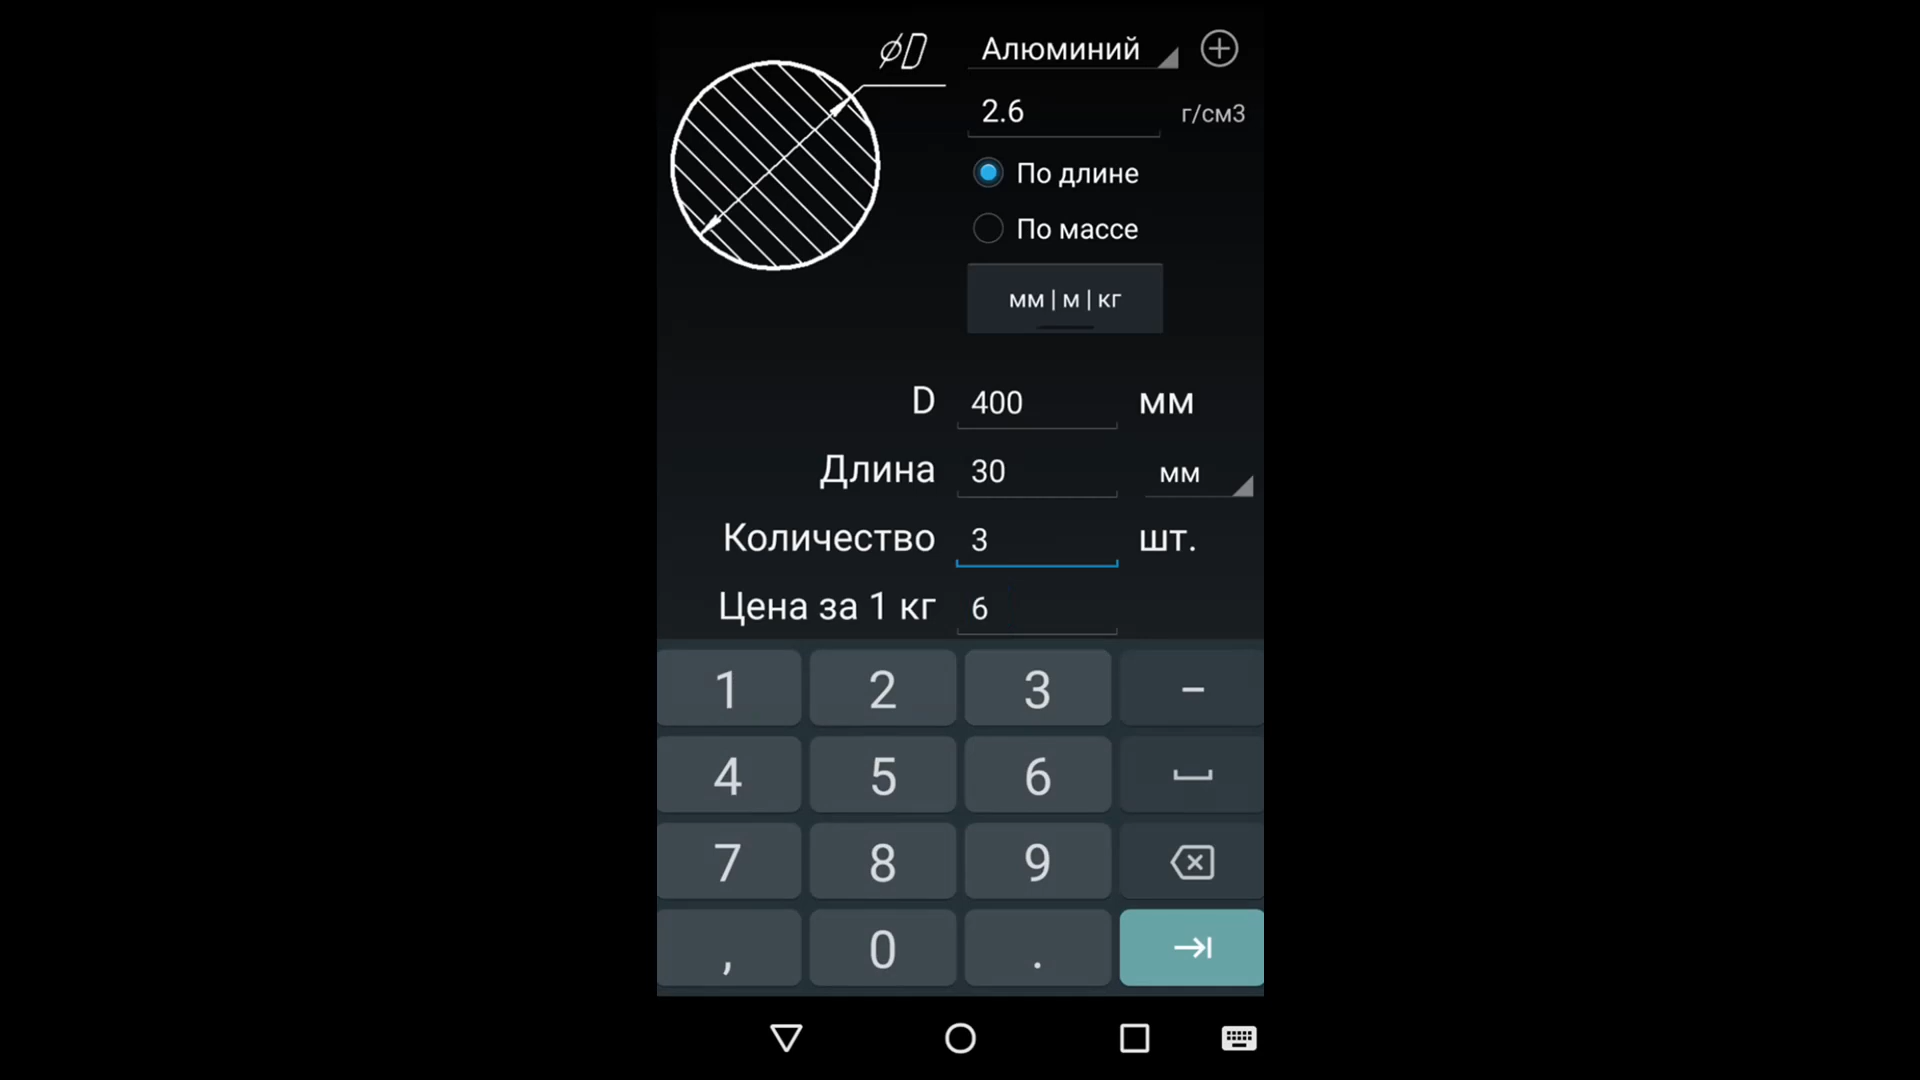 ⌀D
Алюминий
2.6 г/см3
По длине
По массе
мм | м | кг
D 400 мм
Длина 30 мм
Количество 3 шт.
Цена за 1 кг 6
1 2 3 -
4 5 6
7 8 9
, 0 .